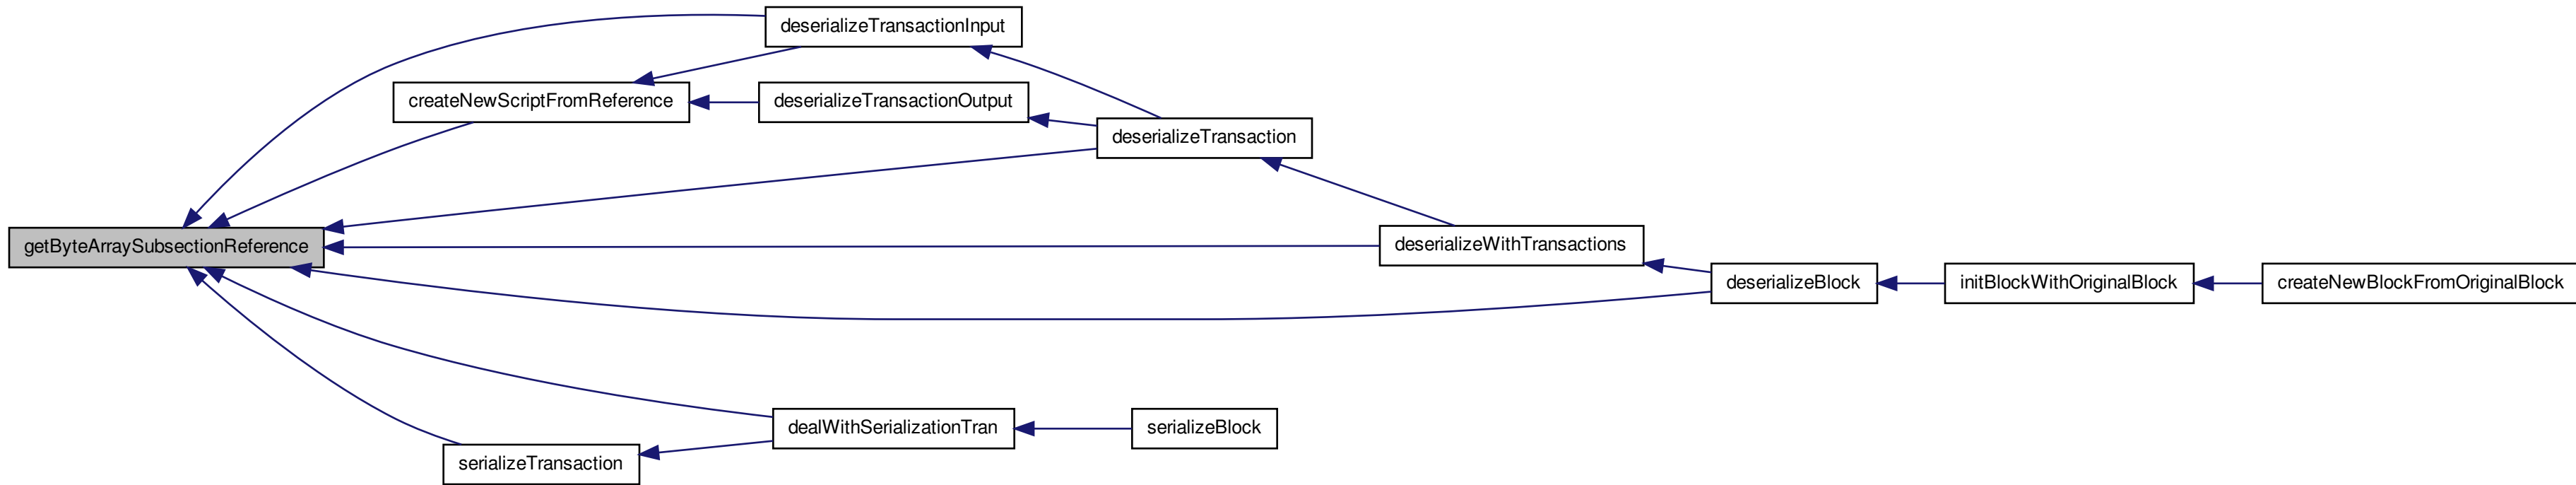 deserializeTransactionInput
createNewScriptFromReference
deserializeTransactionOutput
deserializeTransaction
getByteArraySubsectionReference
deserializeWithTransactions
deserializeBlock
initBlockWithOriginalBlock
createNewBlockFromOriginalBlock
dealWithSerializationTran
serializeBlock
serializeTransaction